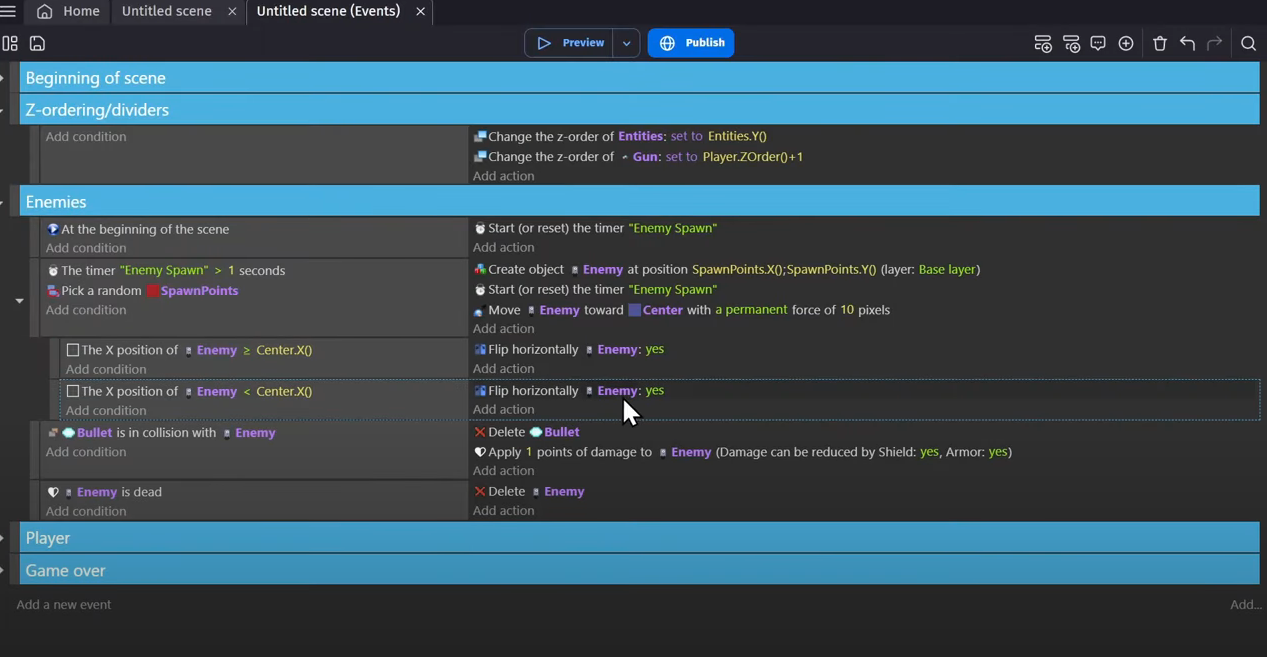 Home Untitled scene × Untitled scene (Events) ×
Preview Publish
Beginning of scene
Z-ordering/dividers
Add condition
Change the z-order of Entities: set to Entities.Y()
Change the z-order of Gun: set to Player.ZOrder()+1
Add action
Enemies
At the beginning of the scene
Add condition
Start (or reset) the timer "Enemy Spawn"
Add action
The timer "Enemy Spawn" > 1 seconds
Pick a random SpawnPoints
Add condition
Create object Enemy at position SpawnPoints.X();SpawnPoints.Y() (layer: Base layer)
Start (or reset) the timer "Enemy Spawn"
Move Enemy toward Center with a permanent force of 10 pixels
Add action
The X position of Enemy ≥ Center.X()
Add condition
Flip horizontally Enemy: yes
Add action
The X position of Enemy < Center.X()
Add condition
Flip horizontally Enemy: yes
Add action
Bullet is in collision with Enemy
Add condition
Delete Bullet
Apply 1 points of damage to Enemy (Damage can be reduced by Shield: yes, Armor: yes)
Add action
Enemy is dead
Add condition
Delete Enemy
Add action
Player
Game over
Add a new event
Add...